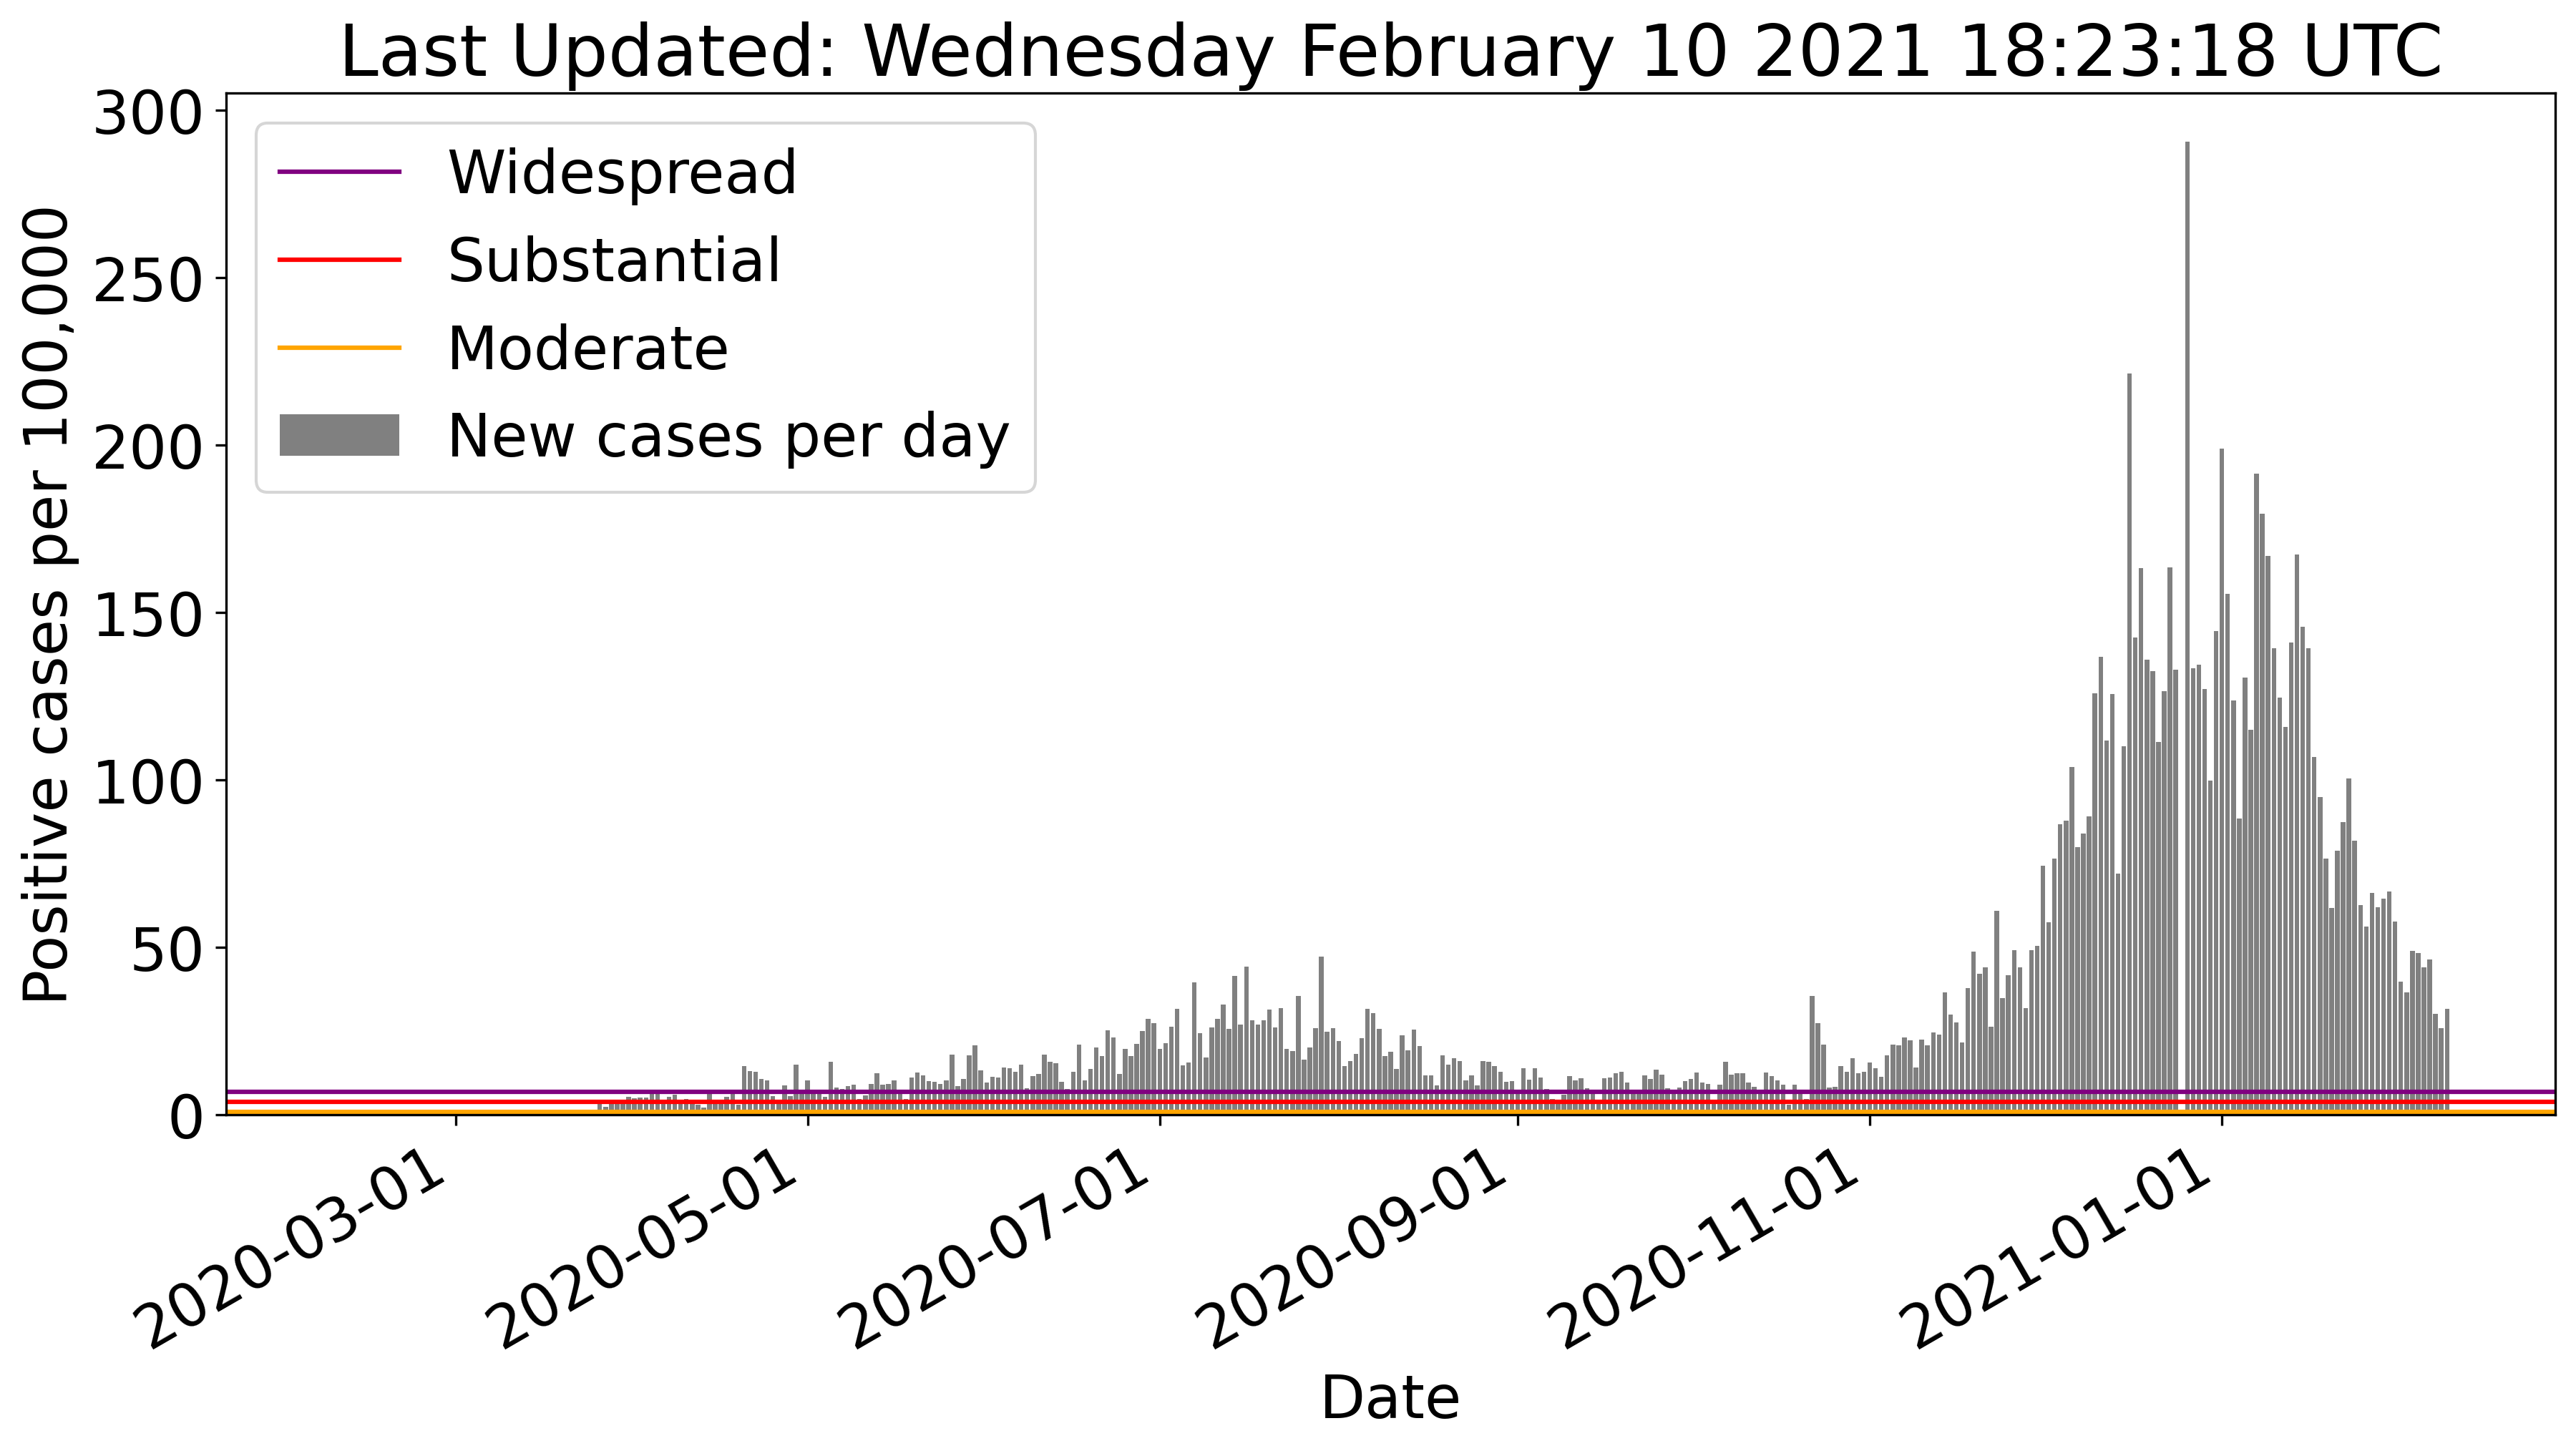 Last Updated: Wednesday February 10 2021 18:23:18 UTC
Positive cases per 100,000
300
250
200
150
100
50
0
Widespread
Substantial
Moderate
New cases per day
2020-03-01
2020-05-01
2020-07-01
2020-09-01
2020-11-01
2021-01-01
Date